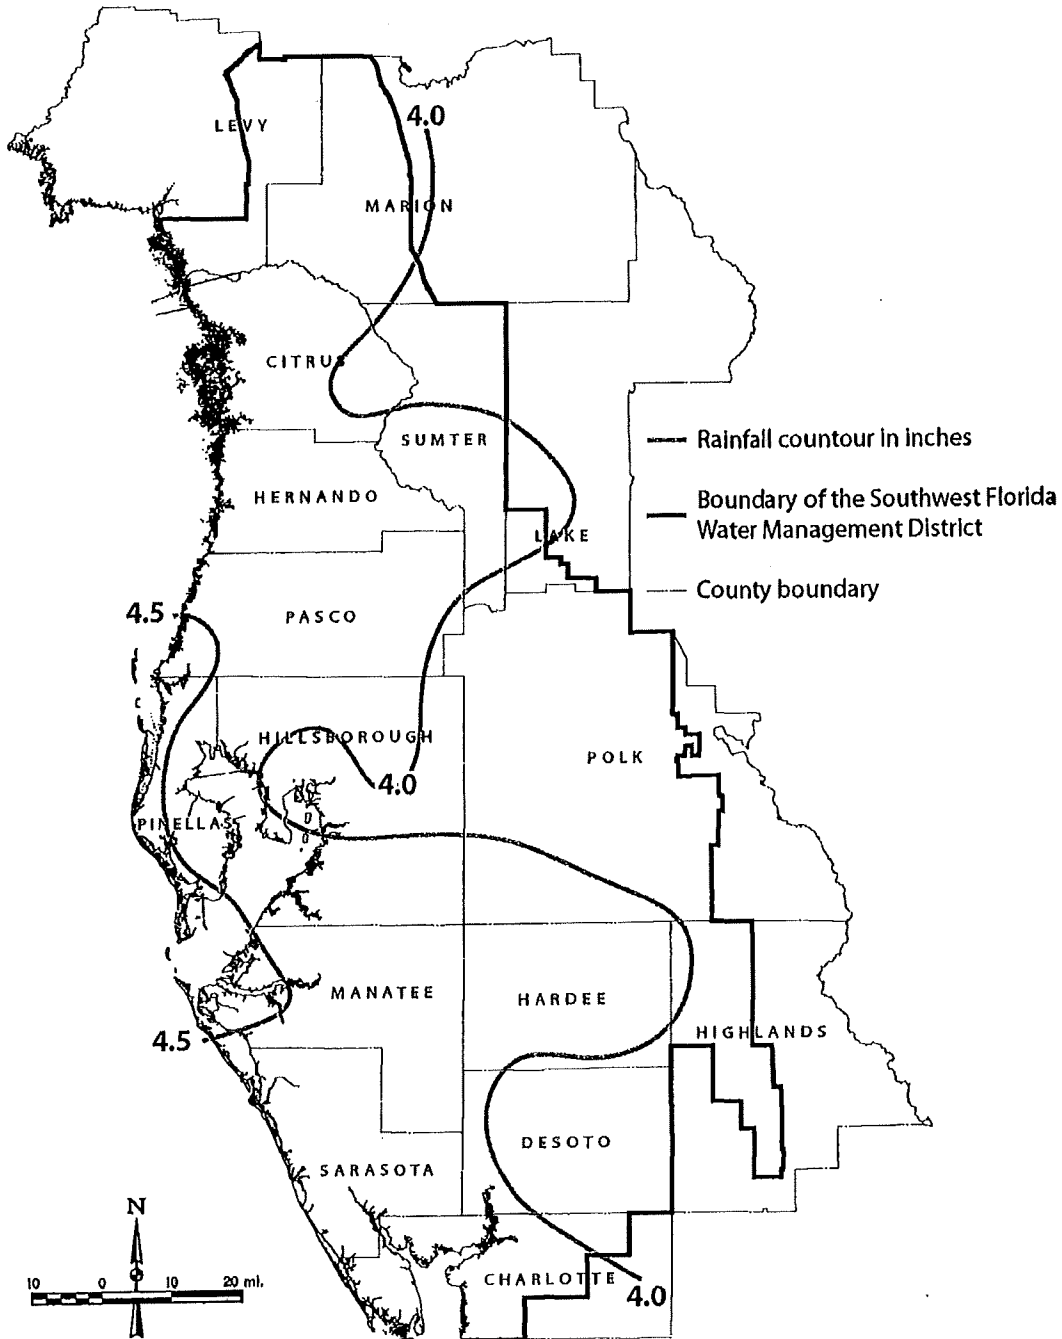 4.0
LEVY
MARION
CITRUS
SUMTER
Rainfall countour in inches
HERNANDO
Boundary of the Southwest Florida
Water Management District
LAKE
County boundary
4.5
PASCO
HILLSBOROUGH
POLK
4.0
PINELLAS
MANATEE
HARDEE
HIGHLANDS
4.5
DESOTO
SARASOTA
N
10 0 10 20 mi.
CHARLOTTE
4.0